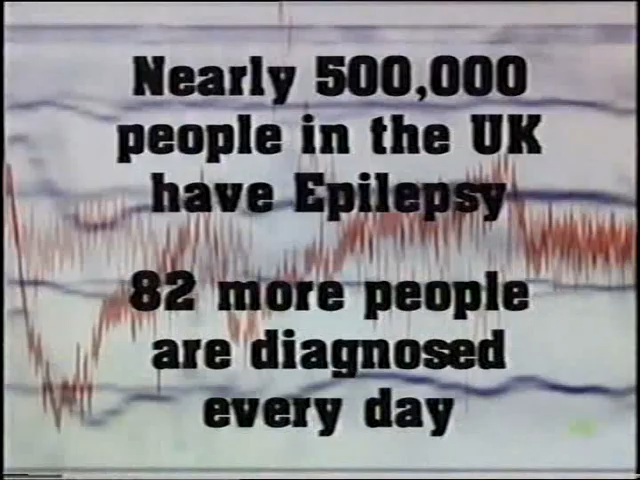 Nearly 500,000
people in the UK
have Epilepsy
82 more people
are diagnosed
every day